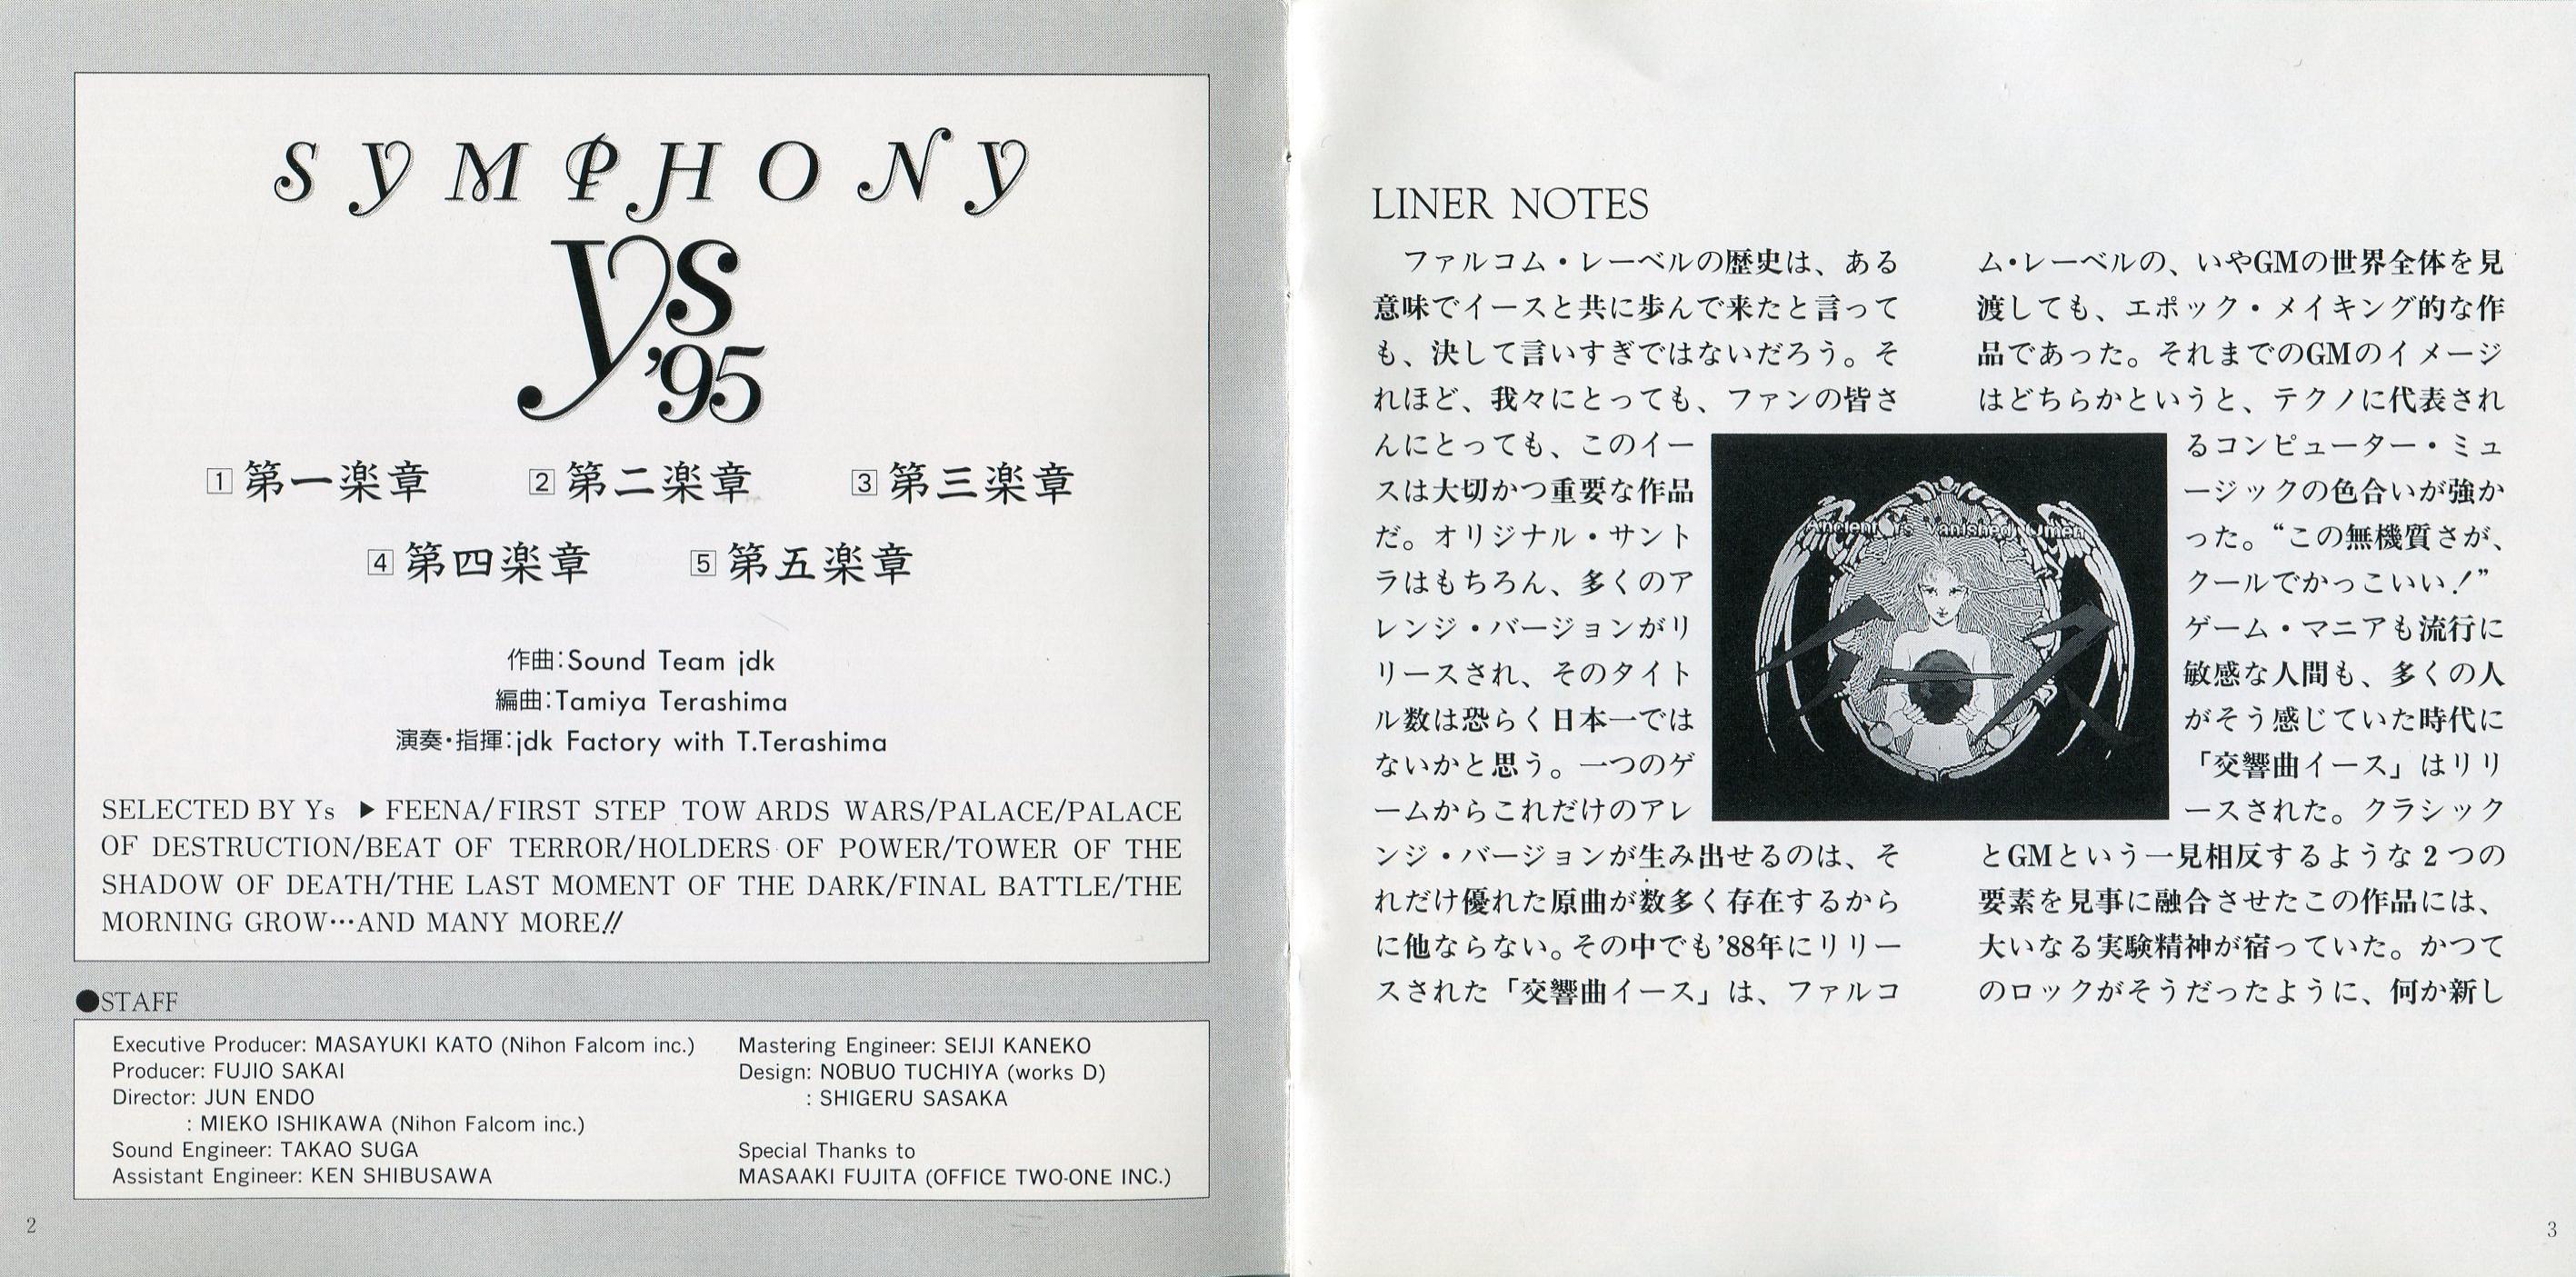 SYMPHONY
Ys
'95
1 第一楽章 2 第二楽章 3 第三楽章
4 第四楽章 5 第五楽章
作曲:Sound Team jdk
編曲:Tamiya Terashima
演奏・指揮:jdk Factory with T.Terashima
SELECTED BY Ys ▶ FEENA/FIRST STEP TOW ARDS WARS/PALACE/PALACE
OF DESTRUCTION/BEAT OF TERROR/HOLDERS OF POWER/TOWER OF THE
SHADOW OF DEATH/THE LAST MOMENT OF THE DARK/FINAL BATTLE/THE
MORNING GROW…AND MANY MORE!!
●STAFF
Executive Producer: MASAYUKI KATO (Nihon Falcom inc.)
Producer: FUJIO SAKAI
Director: JUN ENDO
: MIEKO ISHIKAWA (Nihon Falcom inc.)
Sound Engineer: TAKAO SUGA
Assistant Engineer: KEN SHIBUSAWA
Mastering Engineer: SEIJI KANEKO
Design: NOBUO TUCHIYA (works D)
: SHIGERU SASAKA
Special Thanks to
MASAAKI FUJITA (OFFICE TWO-ONE INC.)
2
LINER NOTES
ファルコム・レーベルの歴史は、ある
意味でイースと共に歩んで来たと言って
も、決して言いすぎではないだろう。そ
れほど、我々にとっても、ファンの皆さ
んにとっても、このイー
スは大切かつ重要な作品
だ。オリジナル・サント
ラはもちろん、多くのア
レンジ・バージョンがリ
リースされ、そのタイト
ル数は恐らく日本一では
ないかと思う。一つのゲ
ームからこれだけのアレ
ンジ・バージョンが生み出せるのは、そ
れだけ優れた原曲が数多く存在するから
に他ならない。その中でも'88年にリリー
スされた「交響曲イース」は、ファルコ
Ancient Ys Vanished Omen
イース
ム・レーベルの、いやGMの世界全体を見
渡しても、エポック・メイキング的な作
品であった。それまでのGMのイメージ
はどちらかというと、テクノに代表され
るコンピューター・ミュ
ージックの色合いが強か
った。“この無機質さが、
クールでかっこいい!”
ゲーム・マニアも流行に
敏感な人間も、多くの人
がそう感じていた時代に
「交響曲イース」はリリ
ースされた。クラシック
とGMという一見相反するような2つの
要素を見事に融合させたこの作品には、
大いなる実験精神が宿っていた。かつて
のロックがそうだったように、何か新し
3